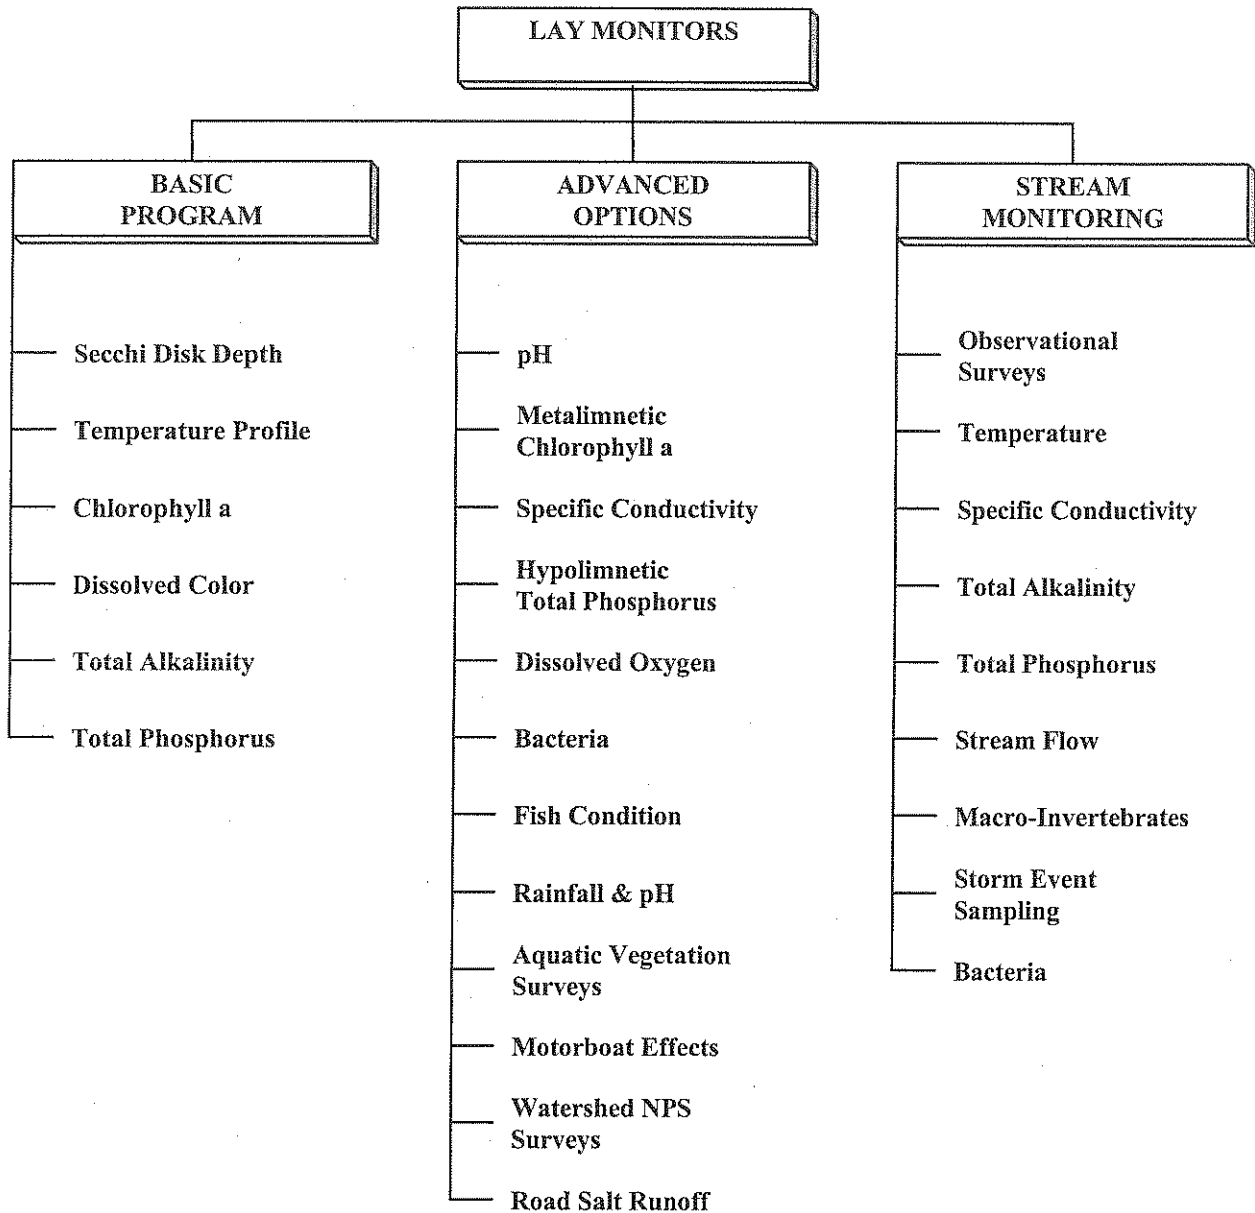 LAY MONITORS
BASIC
PROGRAM
Secchi Disk Depth
Temperature Profile
Chlorophyll a
Dissolved Color
Total Alkalinity
Total Phosphorus
ADVANCED
OPTIONS
pH
Metalimnetic
Chlorophyll a
Specific Conductivity
Hypolimnetic
Total Phosphorus
Dissolved Oxygen
Bacteria
Fish Condition
Rainfall & pH
Aquatic Vegetation
Surveys
Motorboat Effects
Watershed NPS
Surveys
Road Salt Runoff
STREAM
MONITORING
Observational
Surveys
Temperature
Specific Conductivity
Total Alkalinity
Total Phosphorus
Stream Flow
Macro-Invertebrates
Storm Event
Sampling
Bacteria